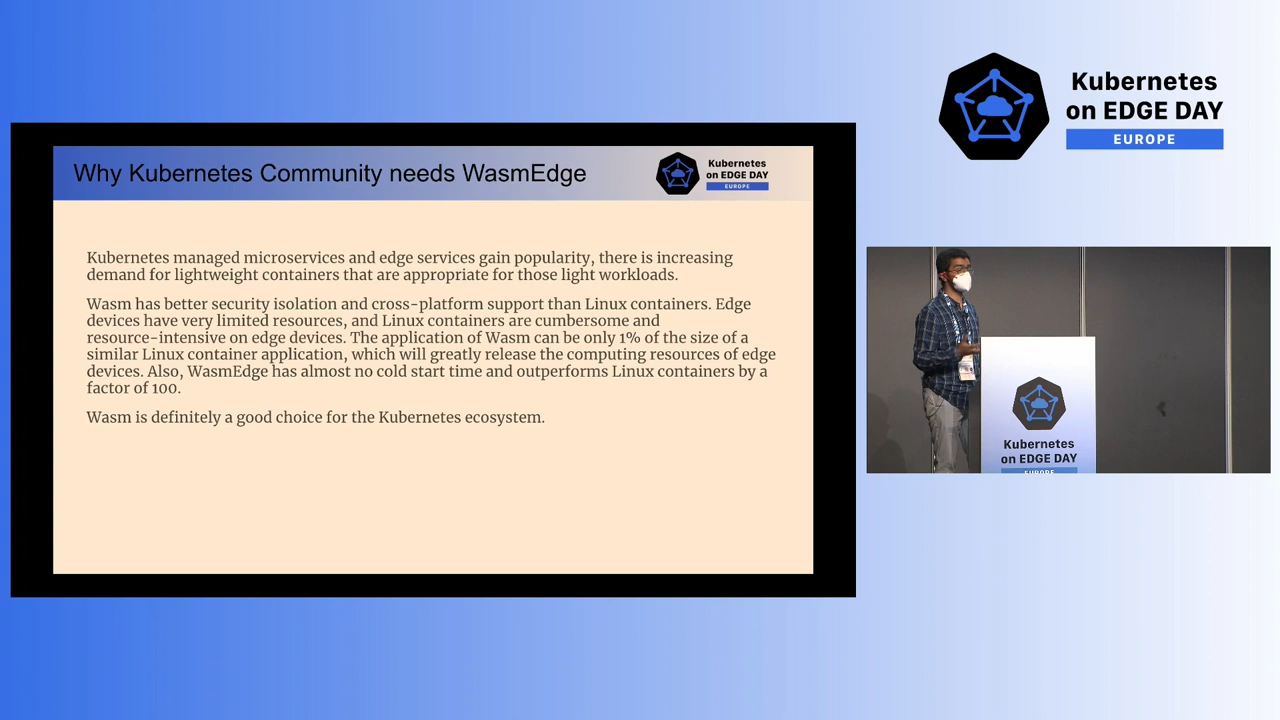 Kubernetes
on EDGE DAY
EUROPE
Why Kubernetes Community needs WasmEdge
Kubernetes
on EDGE DAY
EUROPE
Kubernetes managed microservices and edge services gain popularity, there is increasing
demand for lightweight containers that are appropriate for those light workloads.
Wasm has better security isolation and cross-platform support than Linux containers. Edge
devices have very limited resources, and Linux containers are cumbersome and
resource-intensive on edge devices. The application of Wasm can be only 1% of the size of a
similar Linux container application, which will greatly release the computing resources of edge
devices. Also, WasmEdge has almost no cold start time and outperforms Linux containers by a
factor of 100.
Wasm is definitely a good choice for the Kubernetes ecosystem.
Kubernetes
on EDGE DAY
EUROPE